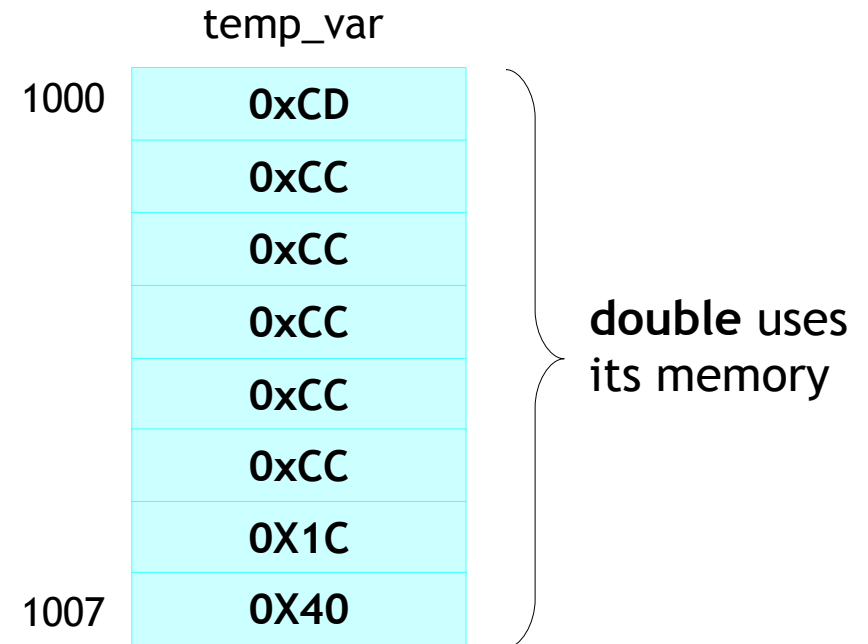 temp_var
1000
0xCD
0xCC
0xCC
0xCC
0xCC
0xCC
0X1C
1007
0X40
double uses
its memory